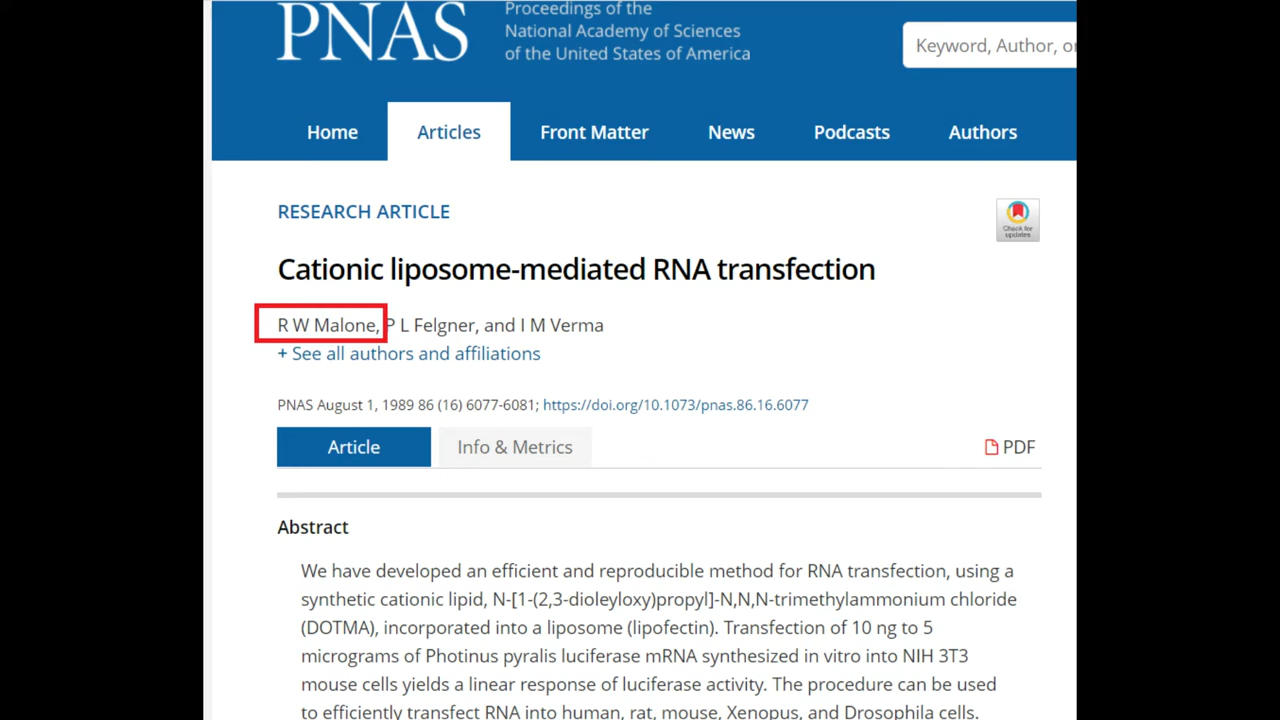 PNAS
Proceedings of the
National Academy of Sciences
of the United States of America
Keyword, Author, or
Home
Articles
Front Matter
News
Podcasts
Authors
RESEARCH ARTICLE
Check for
updates
Cationic liposome-mediated RNA transfection
R W Malone, P L Felgner, and I M Verma
+ See all authors and affiliations
PNAS August 1, 1989 86 (16) 6077-6081; https://doi.org/10.1073/pnas.86.16.6077
Article
Info & Metrics
PDF
Abstract
We have developed an efficient and reproducible method for RNA transfection, using a
synthetic cationic lipid, N-[1-(2,3-dioleyloxy)propyl]-N,N,N-trimethylammonium chloride
(DOTMA), incorporated into a liposome (lipofectin). Transfection of 10 ng to 5
micrograms of Photinus pyralis luciferase mRNA synthesized in vitro into NIH 3T3
mouse cells yields a linear response of luciferase activity. The procedure can be used
to efficiently transfect RNA into human, rat, mouse, Xenopus, and Drosophila cells.